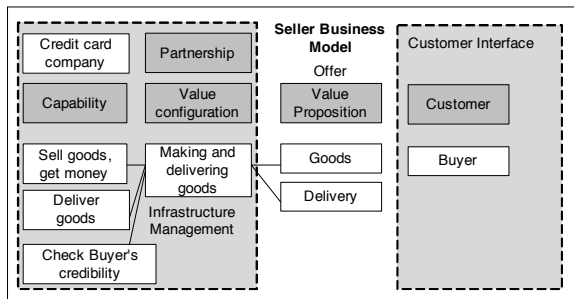 Seller Business
Model
Credit card
company
Partnership
Offer
Customer Interface
Capability
Value
configuration
Value
Proposition
Customer
Sell goods,
get money
Making and
delivering
goods
Goods
Buyer
Deliver
goods
Delivery
Infrastructure
Management
Check Buyer's
credibility